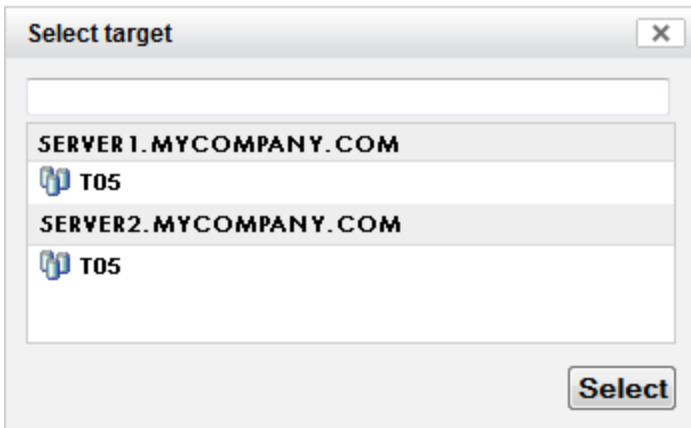 Select target
SERVER1.MYCOMPANY.COM
T05
SERVER2.MYCOMPANY.COM
T05
Select